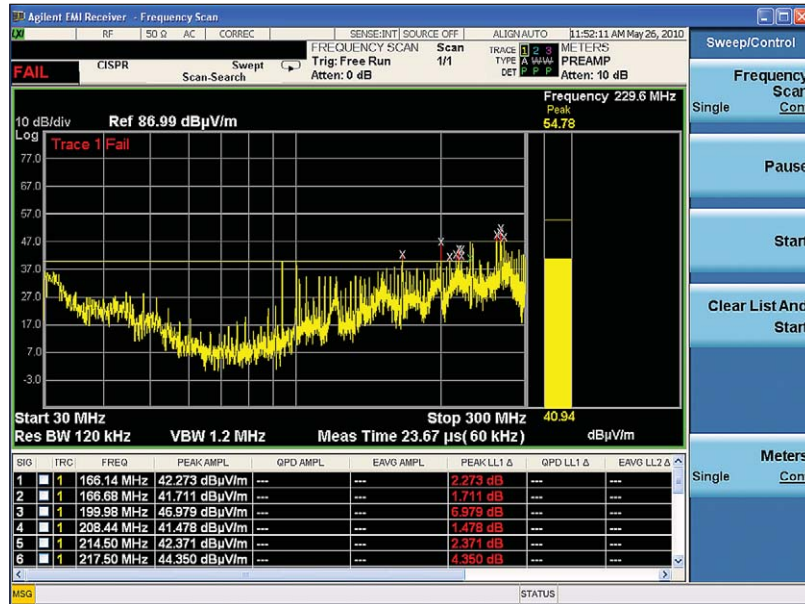 Agilent EMI Receiver - Frequency Scan
LXI RF 50 Ω AC CORREC SENSE:INT SOURCE OFF ALIGN AUTO 11:52:11 AM May 26, 2010
FREQUENCY SCAN Scan TRACE 1 2 3 METERS
Trig: Free Run 1/1 TYPE A W W PREAMP
Atten: 0 dB DET P P P Atten: 10 dB
FAIL CISPR Swept
Scan-Search
Frequency 229.6 MHz
Peak
10 dB/div Ref 86.99 dBµV/m 54.78
Log
Trace 1 Fail
77.0
67.0
57.0
47.0
37.0
27.0
17.0
7.0
-3.0
Start 30 MHz Stop 300 MHz 40.94
Res BW 120 kHz VBW 1.2 MHz Meas Time 23.67 µs( 60 kHz) dBµV/m
SIG TRC FREQ PEAK AMPL QPD AMPL EAVG AMPL PEAK LL1 Δ QPD LL1 Δ EAVG LL2 Δ
1 1 166.14 MHz 42.273 dBµV/m --- --- 2.273 dB --- ---
2 1 166.68 MHz 41.711 dBµV/m --- --- 1.711 dB --- ---
3 1 199.98 MHz 46.979 dBµV/m --- --- 6.979 dB --- ---
4 1 208.44 MHz 41.478 dBµV/m --- --- 1.478 dB --- ---
5 1 214.50 MHz 42.371 dBµV/m --- --- 2.371 dB --- ---
6 1 217.50 MHz 44.350 dBµV/m --- --- 4.350 dB --- ---
MSG STATUS
Sweep/Control
Frequency
Scan
Single Con
Pause
Start
Clear List And
Start
Meters
Single Con